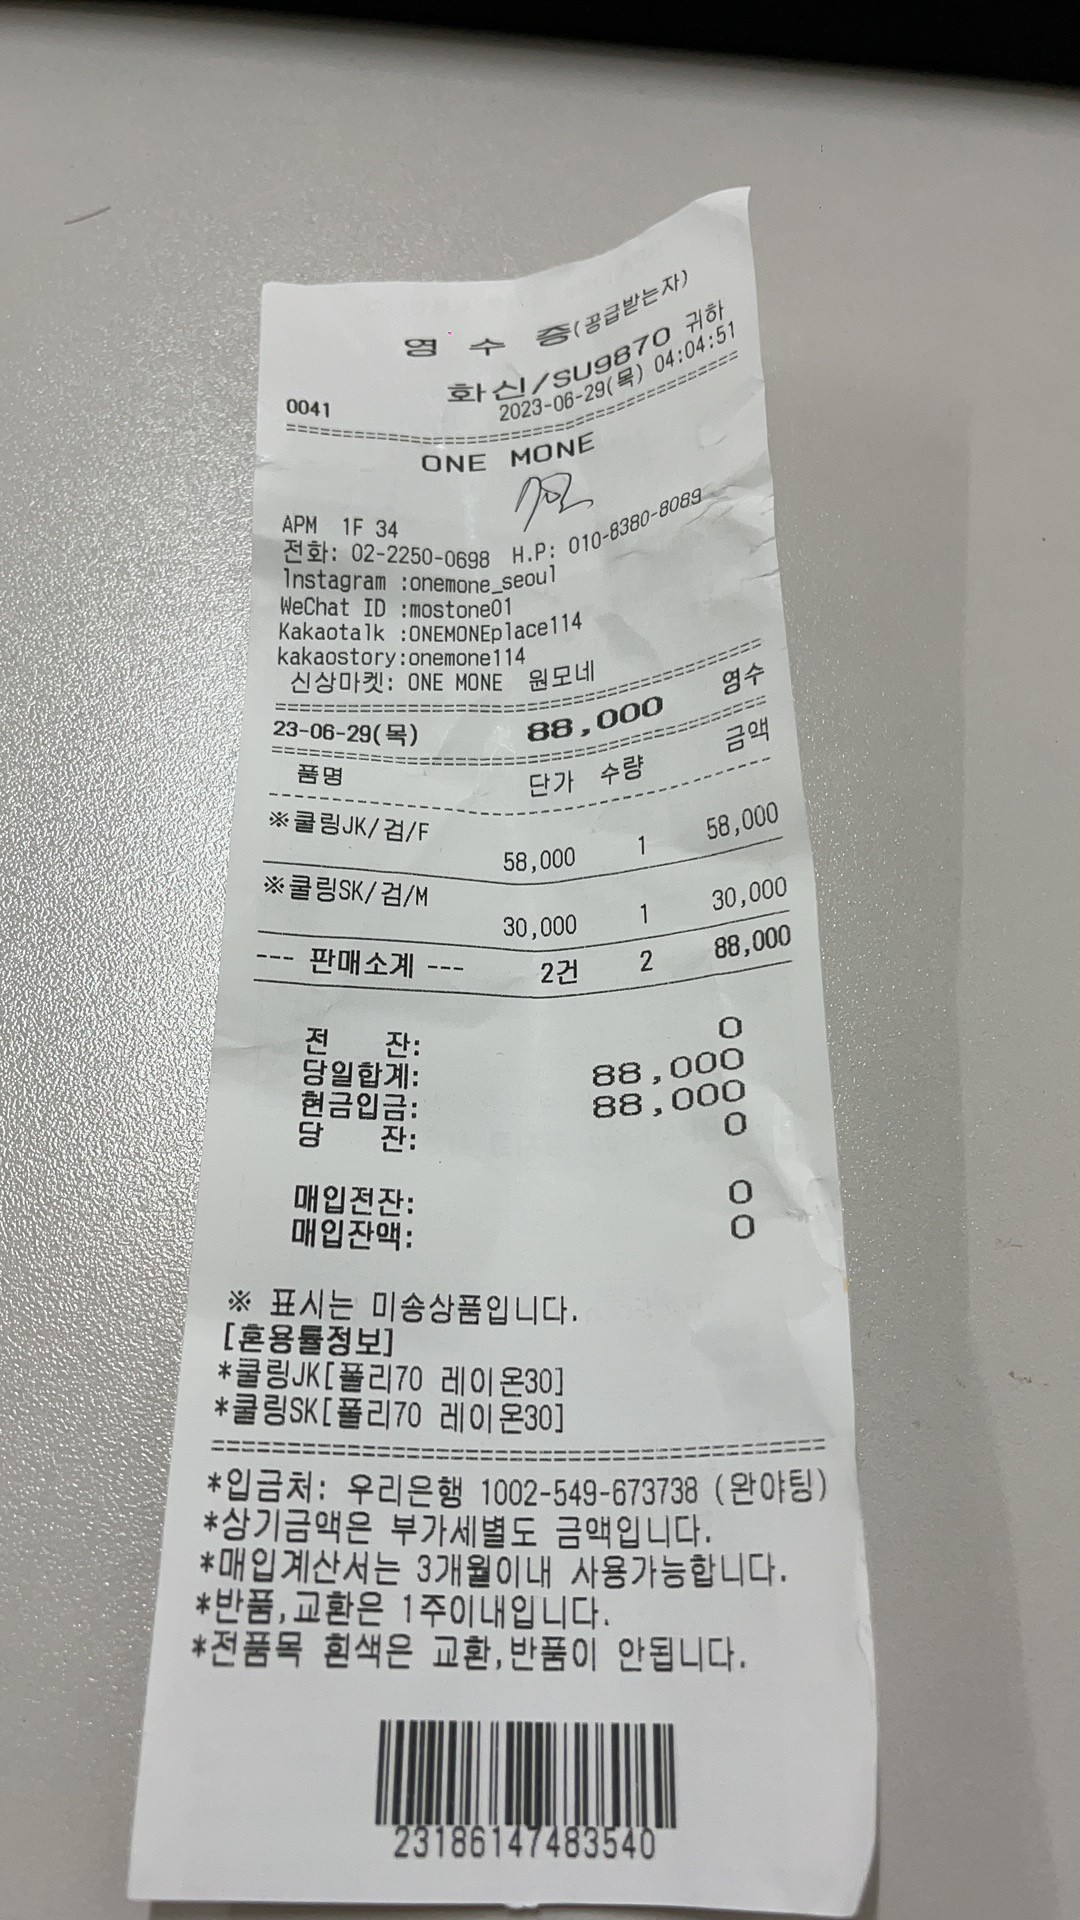 영 수 증(공급받는자)
화신/SU9870 귀하
0041 2023-06-29(목) 04:04:51
================================
ONE MONE
APM 1F 34
전화: 02-2250-0698 H.P: 010-8380-8089
Instagram :onemone_seoul
WeChat ID :mostone01
Kakaotalk :ONEMONEplace114
kakaostory:onemone114
신상마켓: ONE MONE 원모네
================================
23-06-29(목) 88,000 영수
================================
품명 단가 수량 금액
--------------------------------
※쿨링JK/검/F
58,000 1 58,000
※쿨링SK/검/M
30,000 1 30,000
--- 판매소계 --- 2건 2 88,000
전 잔: 0
당일합계: 88,000
현금입금: 88,000
당 잔: 0
매입전잔: 0
매입잔액: 0
※ 표시는 미송상품입니다.
[혼용률정보]
*쿨링JK[폴리70 레이온30]
*쿨링SK[폴리70 레이온30]
================================
*입금처: 우리은행 1002-549-673738 (완야팅)
*상기금액은 부가세별도 금액입니다.
*매입계산서는 3개월이내 사용가능합니다.
*반품,교환은 1주이내입니다.
*전품목 흰색은 교환,반품이 안됩니다.
23186147483540